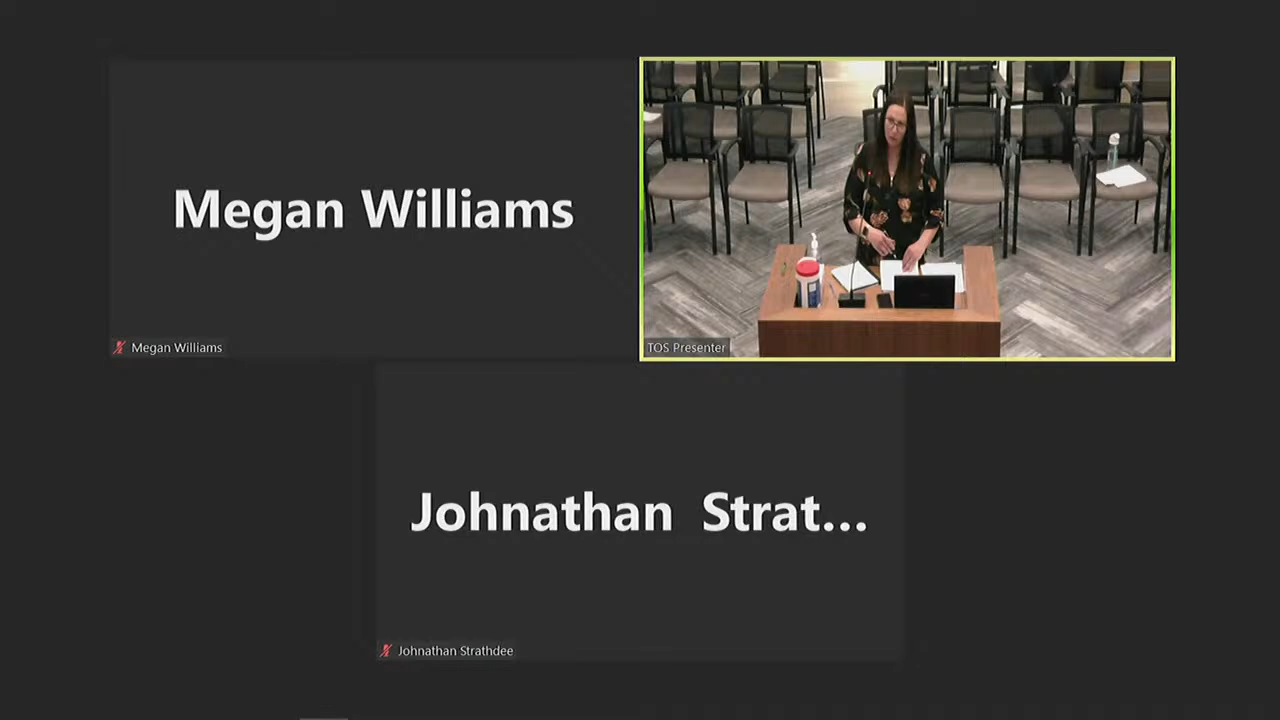 Megan Williams
Megan Williams
TOS Presenter
Johnathan Strat...
Johnathan Strathdee